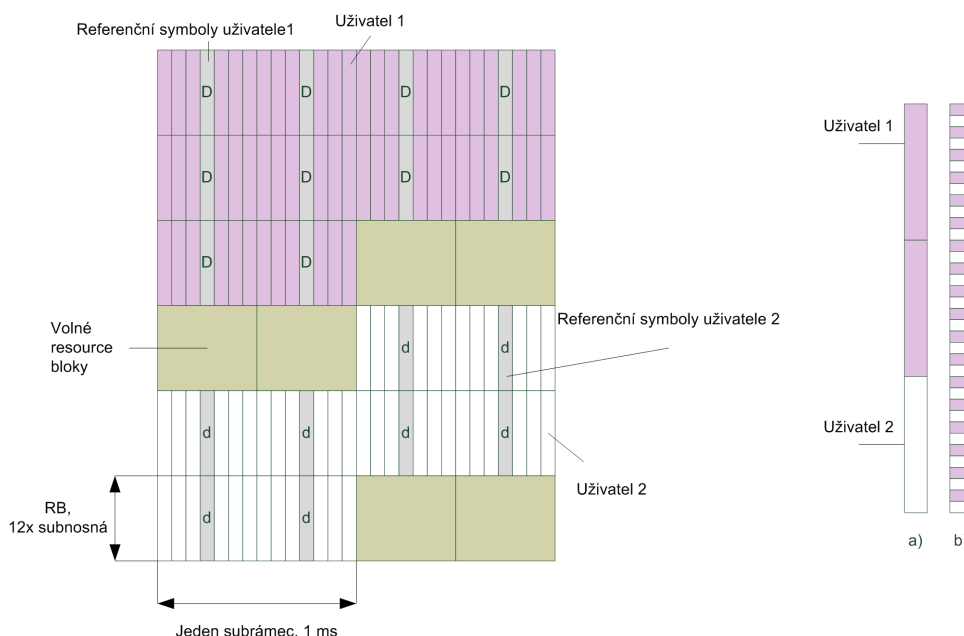 Referenční symboly uživatele1
Uživatel 1
D D D D
D D D D
D D
Volné
resource
bloky
Referenční symboly uživatele 2
d d
d d d d
d d
Uživatel 2
RB,
12x subnosná
Jeden subrámec, 1 ms
Uživatel 1
Uživatel 2
a) b